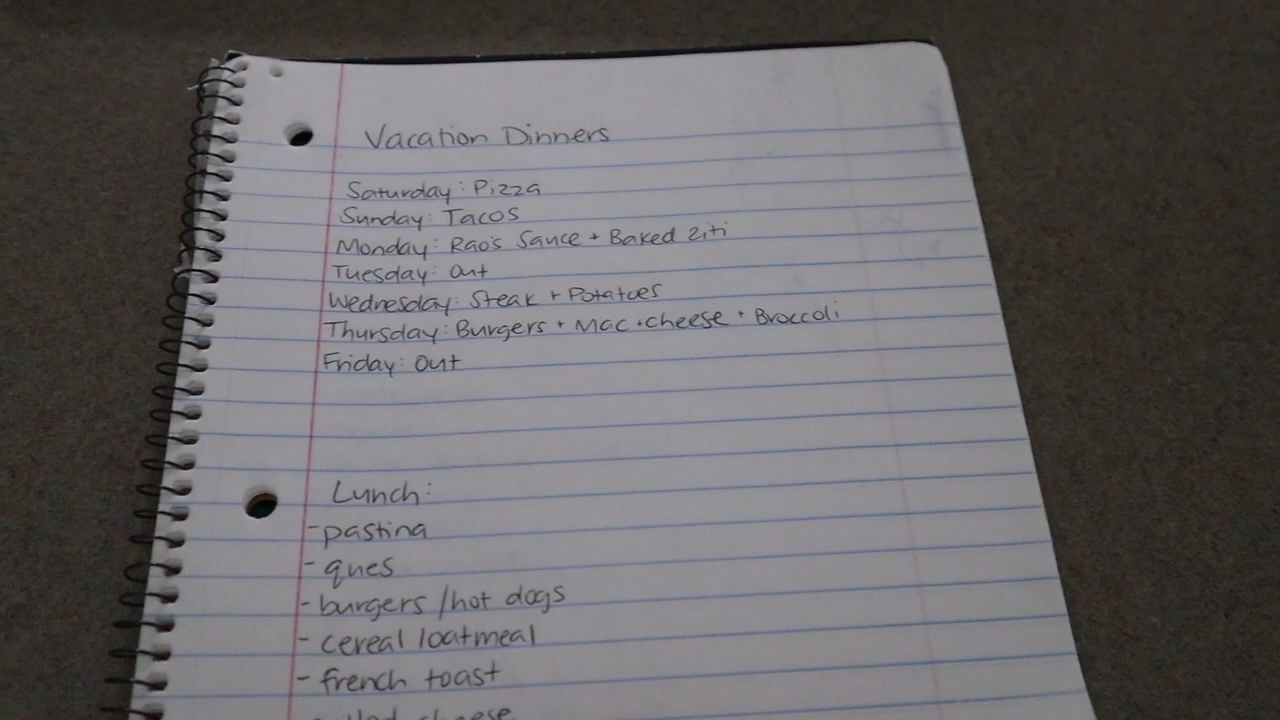 Vacation Dinners
Saturday: Pizza
Sunday: Tacos
Monday: Rao's Sauce + Baked Ziti
Tuesday: Out
Wednesday: Steak + Potatoes
Thursday: Burgers + Mac + cheese + Broccoli
Friday: Out
Lunch:
- pastina
- ques
- burgers / hot dogs
- cereal / oatmeal
- french toast
cheese